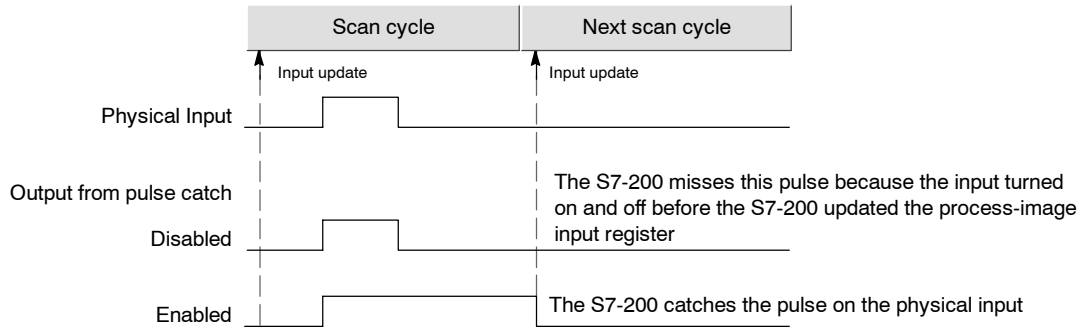 Scan cycle
Next scan cycle
Input update
Input update
Physical Input
Output from pulse catch
The S7-200 misses this pulse because the input turned
on and off before the S7-200 updated the process-image
input register
Disabled
The S7-200 catches the pulse on the physical input
Enabled